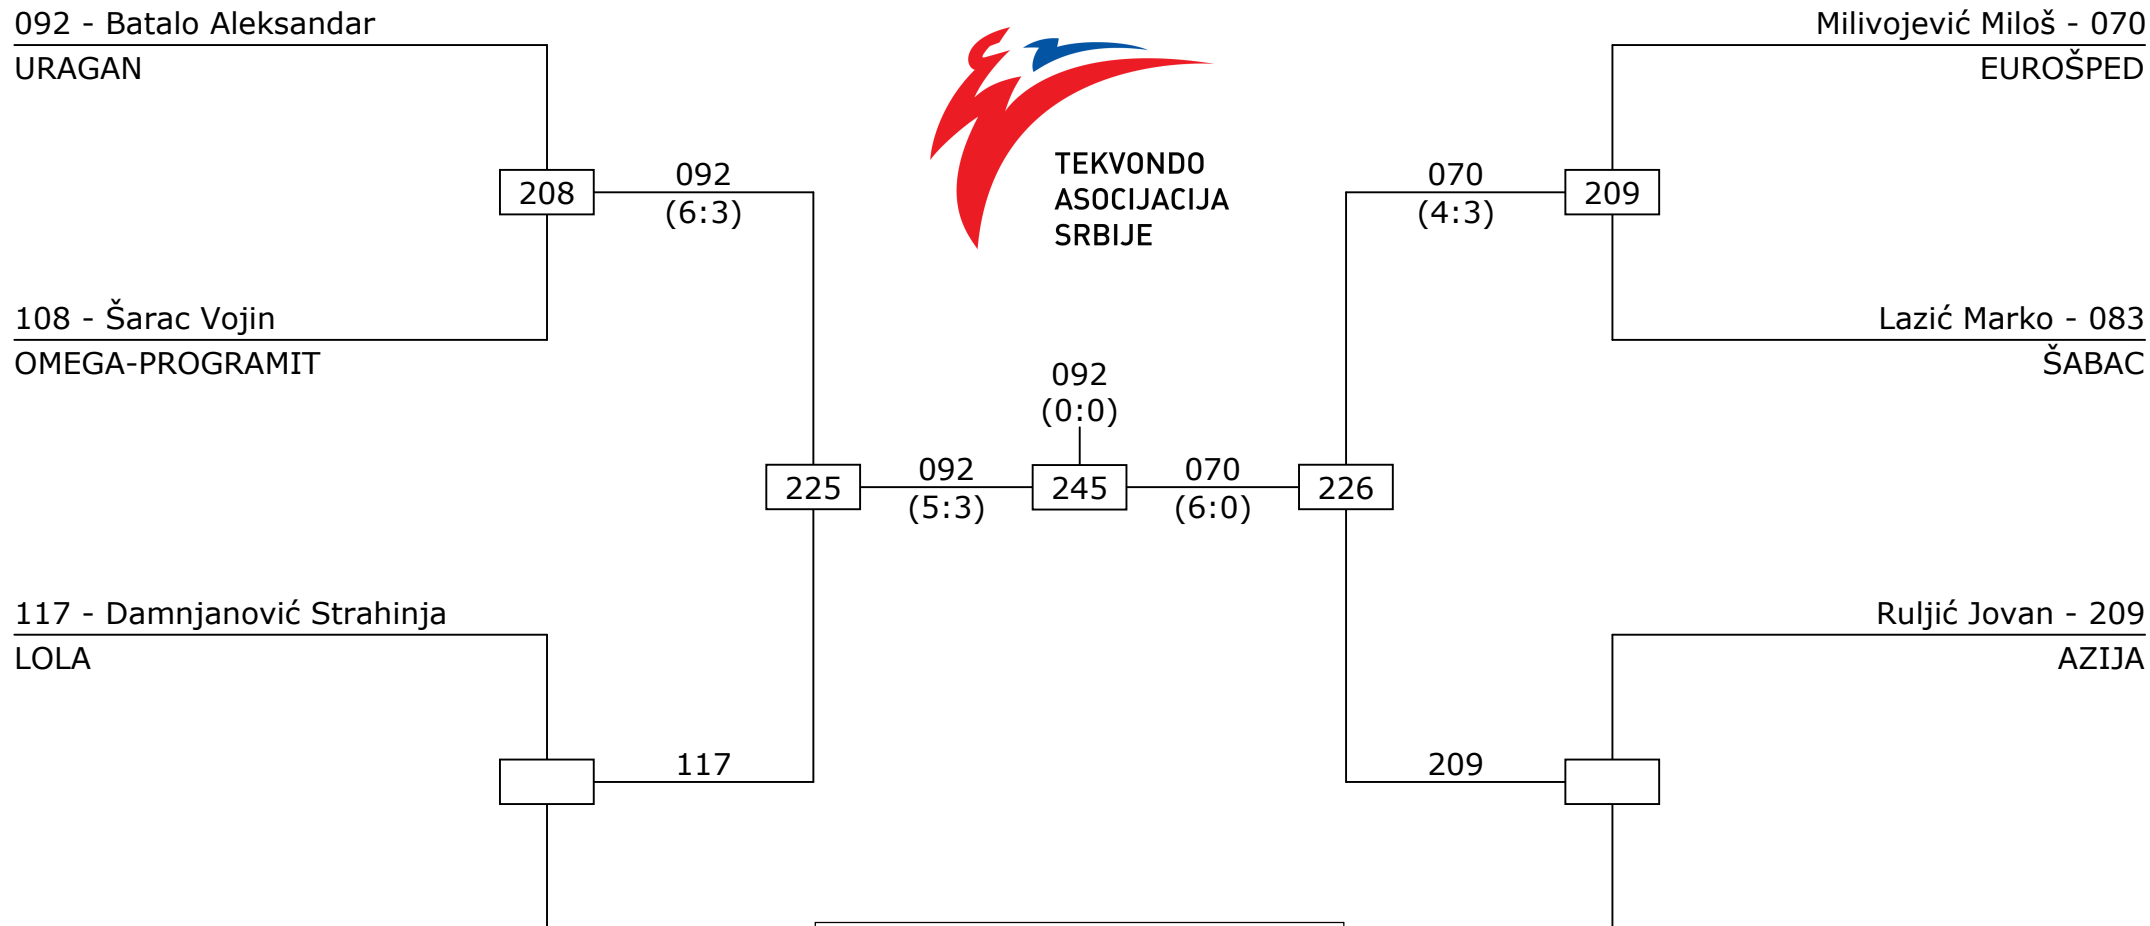 092 - Batalo Aleksandar
URAGAN
Milivojević Miloš - 070
EUROŠPED
TEKVONDO
ASOCIJACIJA
SRBIJE
208
092
(6:3)
070
(4:3)
209
108 - Šarac Vojin
OMEGA-PROGRAMIT
Lazić Marko - 083
ŠABAC
092
(0:0)
225
092
(5:3)
245
070
(6:0)
226
117 - Damnjanović Strahinja
LOLA
Ruljić Jovan - 209
AZIJA
117
209